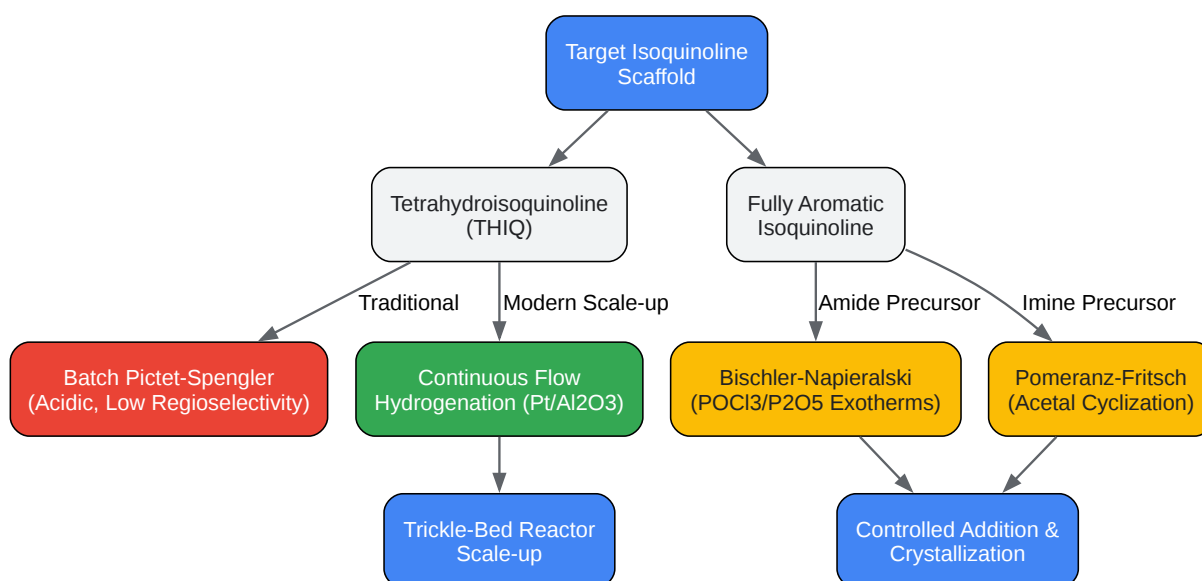 Target Isoquinoline
Scaffold
Tetrahydroisoquinoline
(THIQ)
Fully Aromatic
Isoquinoline
Traditional
Modern Scale-up
Amide Precursor
Imine Precursor
Batch Pictet-Spengler
(Acidic, Low Regioselectivity)
Continuous Flow
Hydrogenation (Pt/Al2O3)
Bischler-Napieralski
(POCl3/P2O5 Exotherms)
Pomeranz-Fritsch
(Acetal Cyclization)
Trickle-Bed Reactor
Scale-up
Controlled Addition &
Crystallization